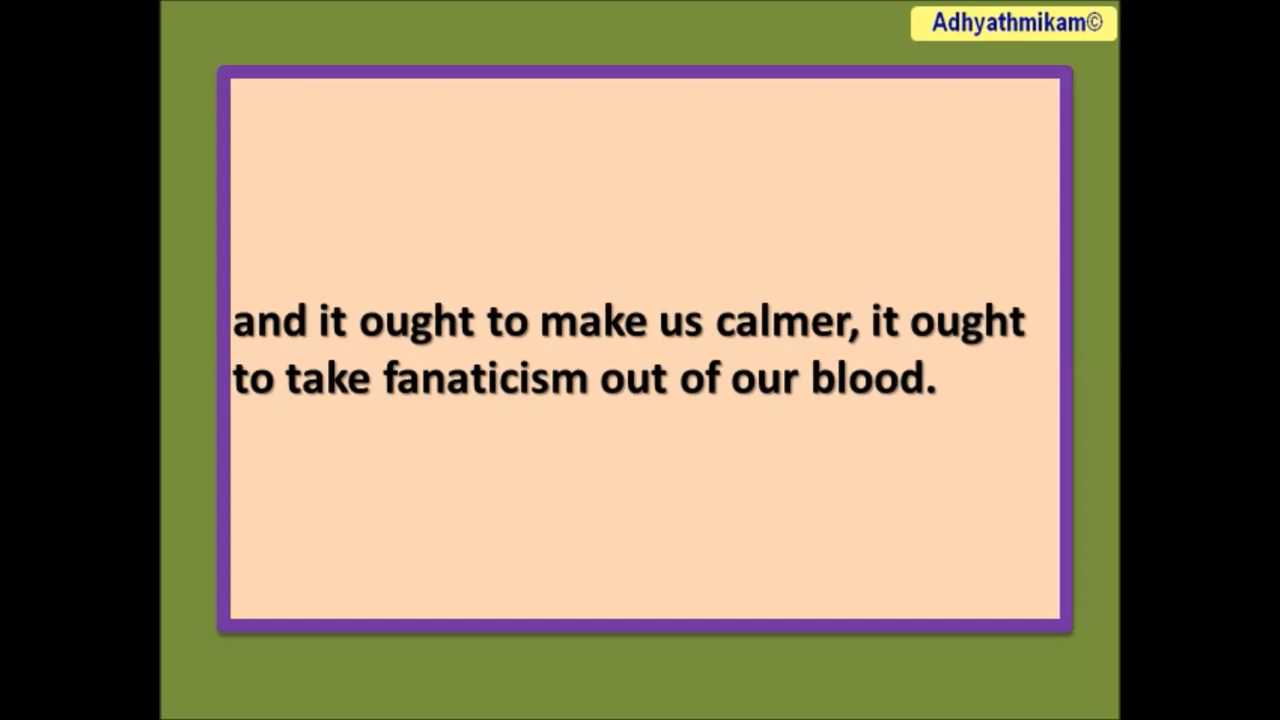 Adhyathmikam©
and it ought to make us calmer, it ought
to take fanaticism out of our blood.